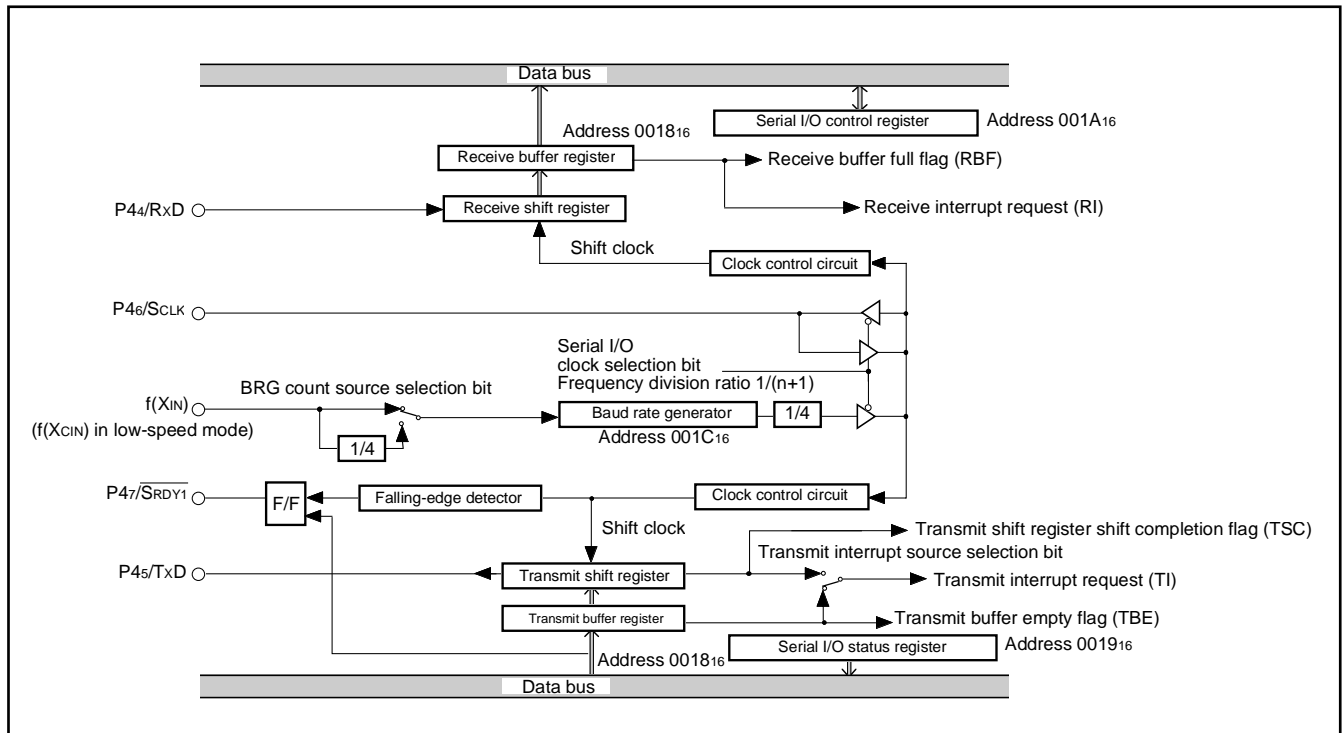 Data bus
Serial I/O control register
Address 001A16
Address 001816
Receive buffer register
Receive buffer full flag (RBF)
P44/RXD
Receive shift register
Receive interrupt request (RI)
Shift clock
Clock control circuit
P46/SCLK
Serial I/O
clock selection bit
Frequency division ratio 1/(n+1)
BRG count source selection bit
f(XIN)
(f(XCIN) in low-speed mode)
1/4
Baud rate generator
1/4
Address 001C16
P47/SRDY1
F/F
Falling-edge detector
Clock control circuit
Shift clock
Transmit shift register shift completion flag (TSC)
Transmit interrupt source selection bit
P45/TXD
Transmit shift register
Transmit interrupt request (TI)
Transmit buffer register
Transmit buffer empty flag (TBE)
Serial I/O status register
Address 001916
Address 001816
Data bus